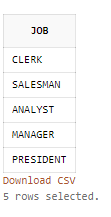 JOB
CLERK
SALESMAN
ANALYST
MANAGER
PRESIDENT
Download CSV
5 rows selected.